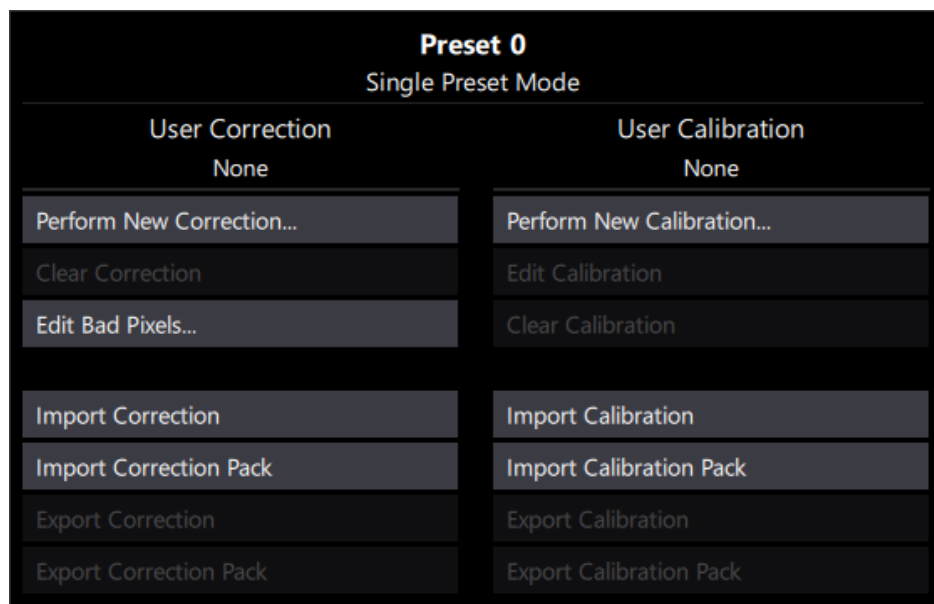 Preset 0
Single Preset Mode
User Correction
None
Perform New Correction...
Clear Correction
Edit Bad Pixels...
Import Correction
Import Correction Pack
Export Correction
Export Correction Pack
User Calibration
None
Perform New Calibration...
Edit Calibration
Clear Calibration
Import Calibration
Import Calibration Pack
Export Calibration
Export Calibration Pack